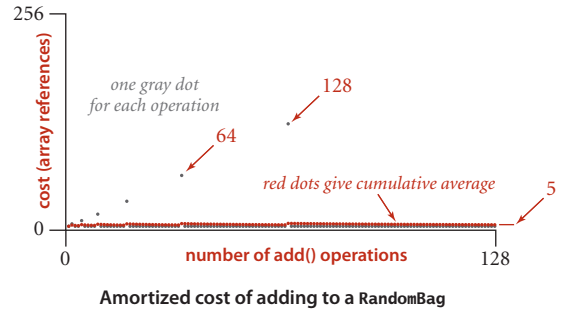 256
cost (array references)
one gray dot
for each operation
128
64
red dots give cumulative average
5
0
0
number of add() operations
128
Amortized cost of adding to a RandomBag